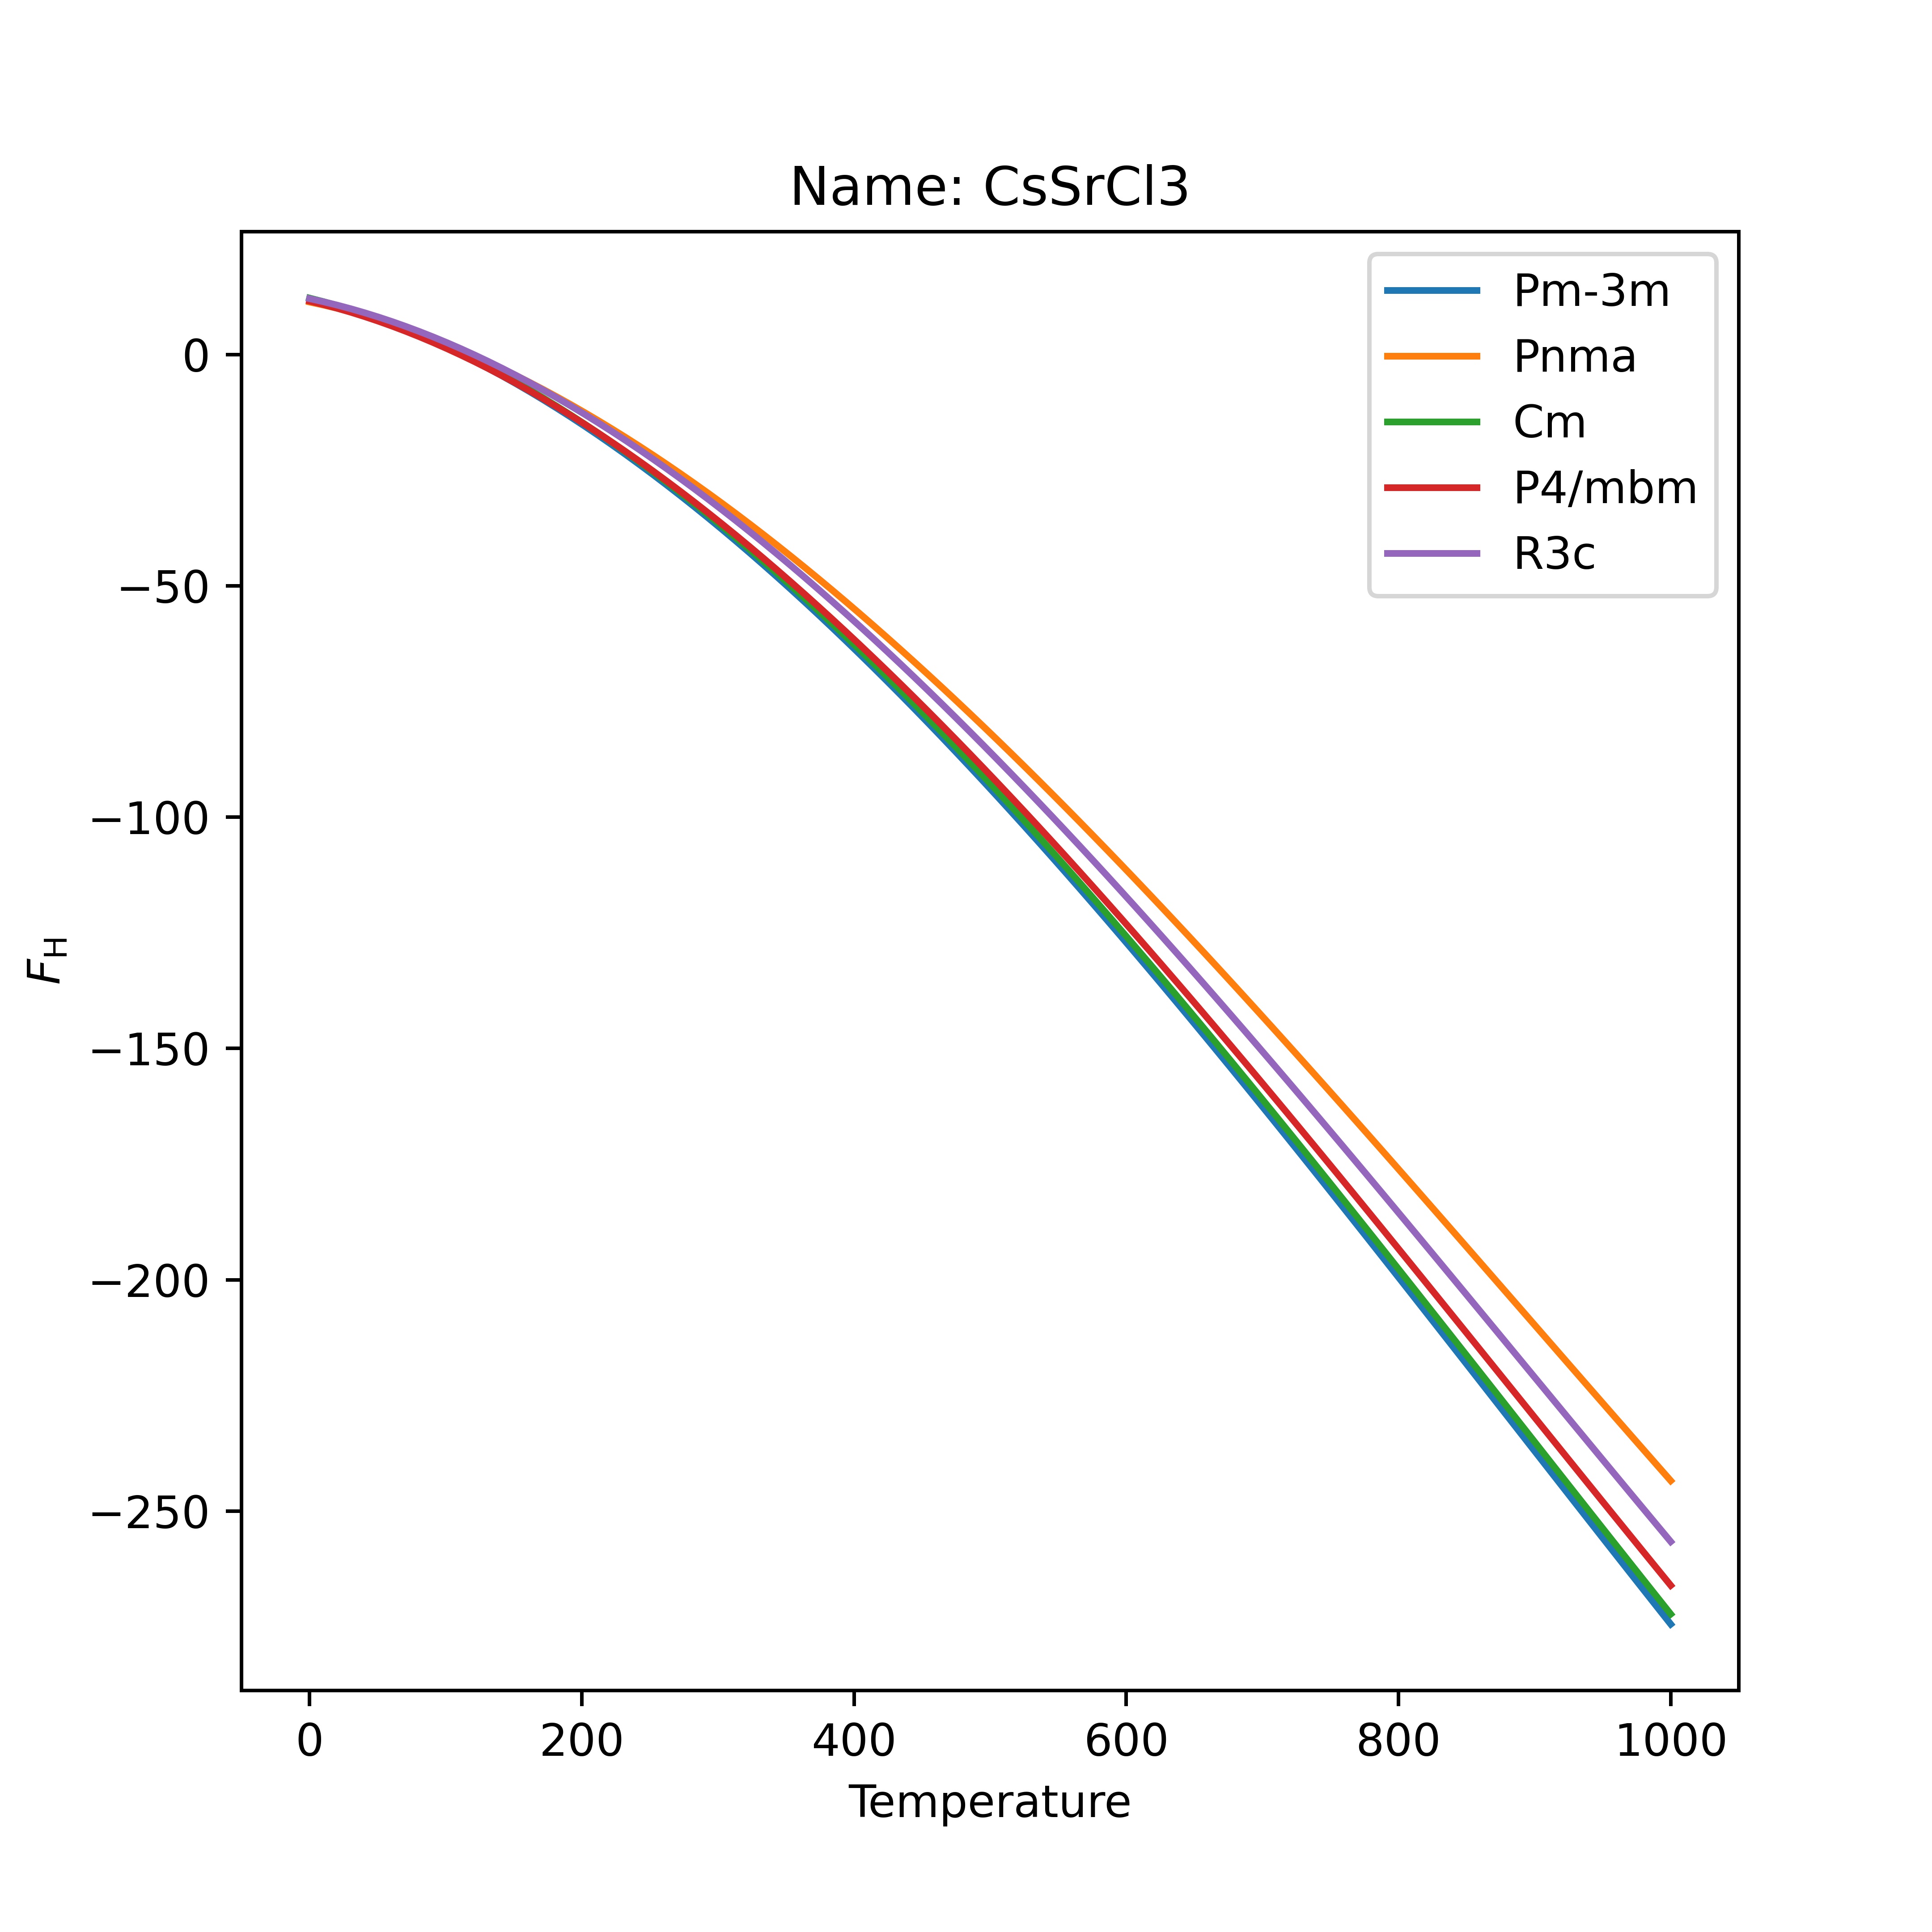 Name: CsSrCl3
Pm-3m
Pnma
Cm
P4/mbm
R3c
0
−50
−100
−150
−200
−250
F_H
0 200 400 600 800 1000
Temperature